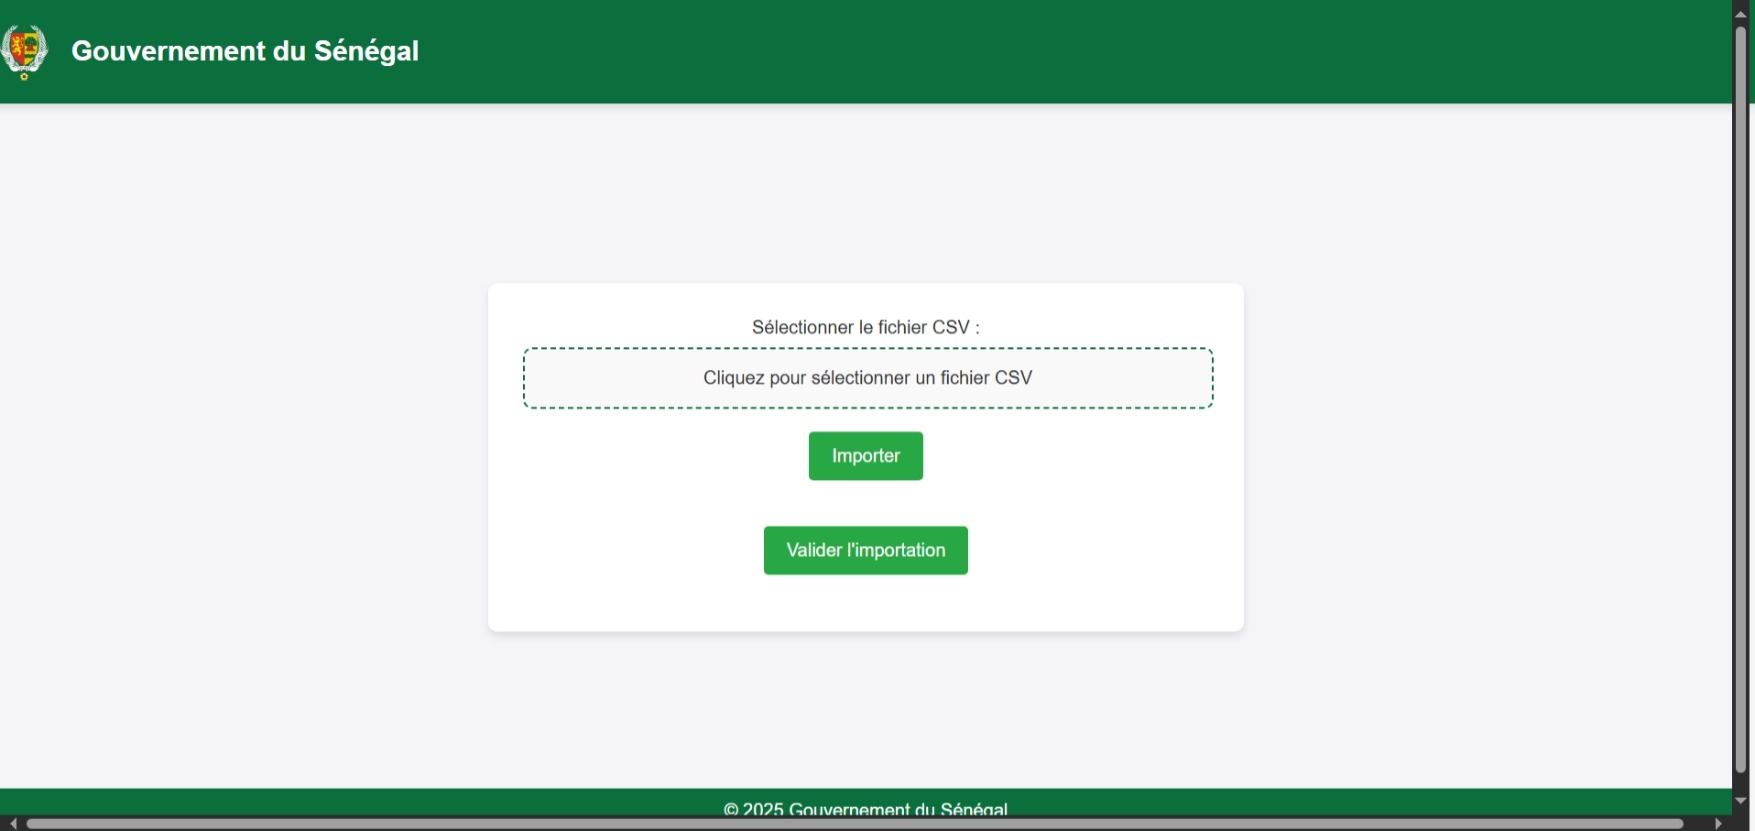 Gouvernement du Sénégal
Sélectionner le fichier CSV :
Cliquez pour sélectionner un fichier CSV
Importer
Valider l'importation
© 2025 Gouvernement du Sénégal